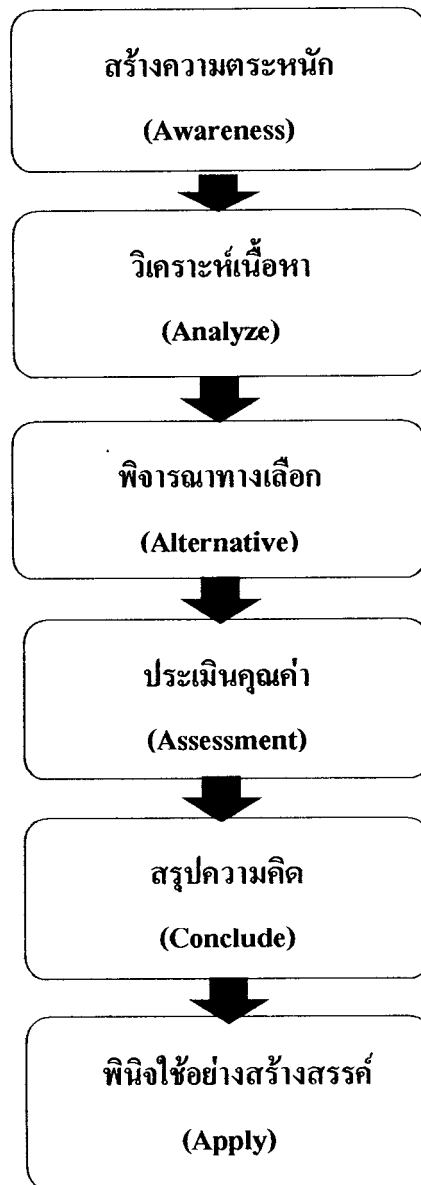 สร้างความตระหนัก
(Awareness)
วิเคราะห์เนื้อหา
(Analyze)
พิจารณาทางเลือก
(Alternative)
ประเมินคุณค่า
(Assessment)
สรุปความคิด
(Conclude)
พินิจใช้อย่างสร้างสรรค์
(Apply)